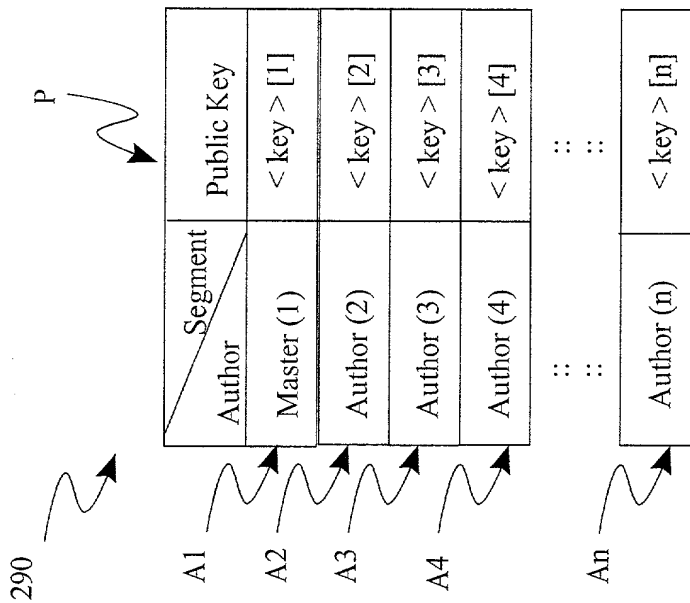 290
P
Segment
Author
Public Key
A1
Master (1)
< key > [1]
A2
Author (2)
< key > [2]
A3
Author (3)
< key > [3]
A4
Author (4)
< key > [4]
:: ::
:: ::
An
Author (n)
< key > [n]